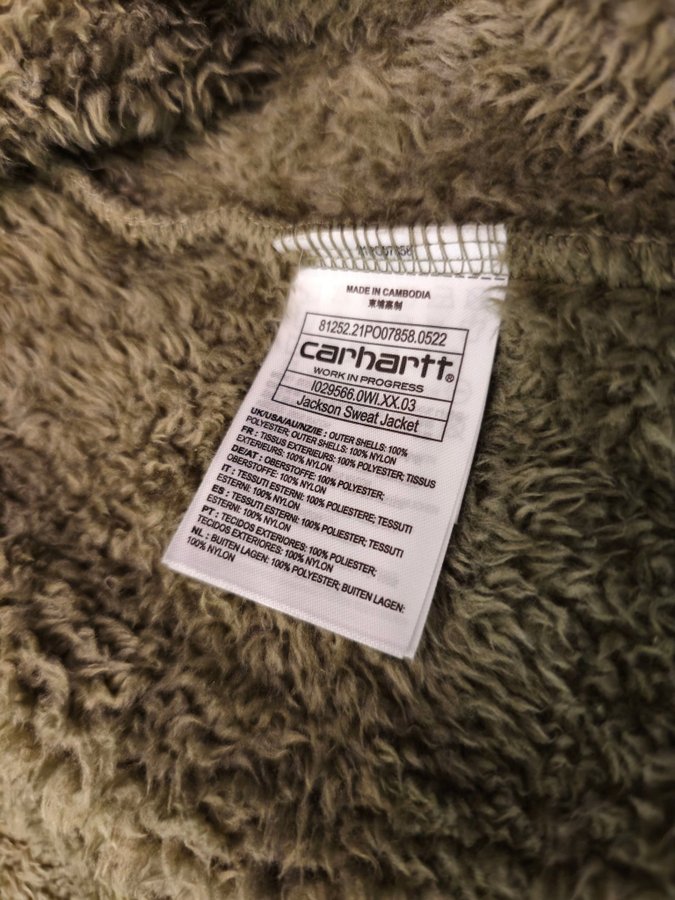 MADE IN CAMBODIA
柬埔寨制
81252.21PO07858.0522
carhartt®
WORK IN PROGRESS
I029566.0WI.XX.03
Jackson Sweat Jacket
UK/USA/AU/NZ/IE : OUTER SHELLS: 100%
POLYESTER; OUTER SHELLS: 100% NYLON
FR : TISSUS EXTERIEURS: 100% POLYESTER; TISSUS
EXTERIEURS: 100% NYLON
DE/AT : OBERSTOFFE: 100% POLYESTER;
OBERSTOFFE: 100% NYLON
IT : TESSUTI ESTERNI: 100% POLIESTERE; TESSUTI
ESTERNI: 100% NYLON
ES : TESSUTI ESTERNI: 100% POLIESTER; TESSUTI
ESTERNI: 100% NYLON
PT : TECIDOS EXTERIORES: 100% POLIESTER;
TECIDOS EXTERIORES: 100% NYLON
NL : BUITEN LAGEN: 100% POLYESTER; BUITEN LAGEN:
100% NYLON